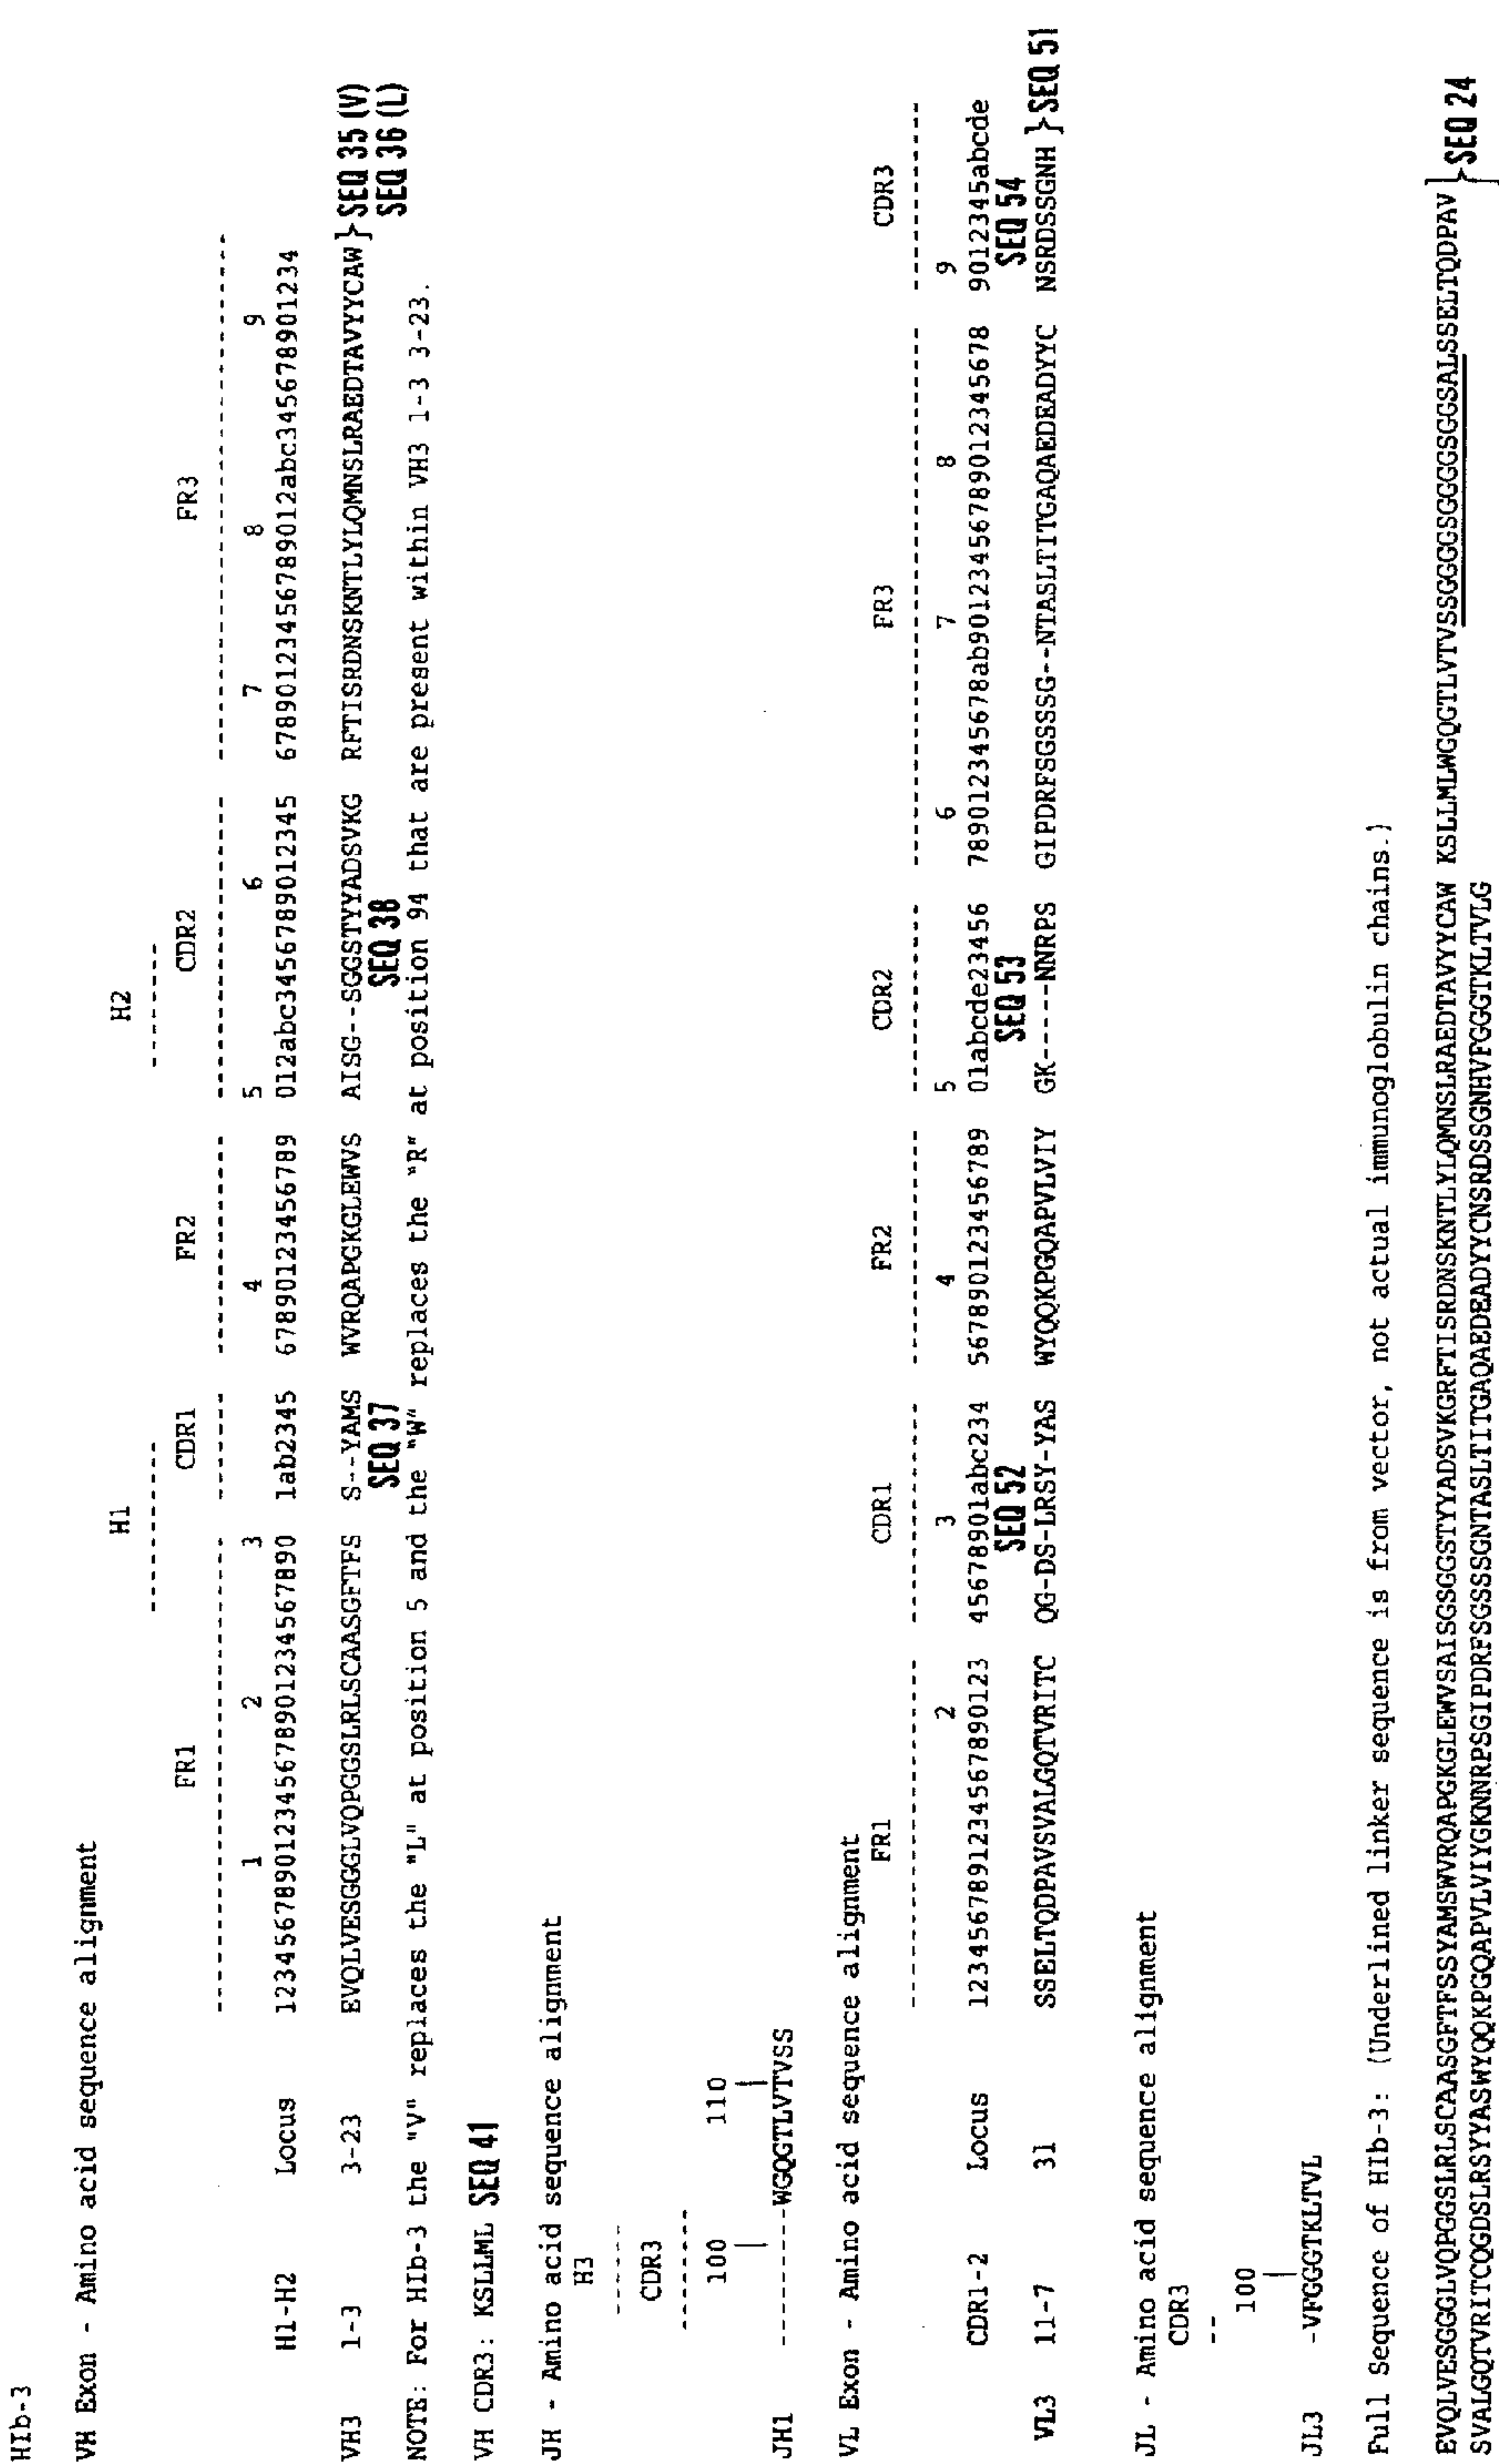 HIb-3
VH Exon - Amino acid sequence alignment
H1 H2
FR1 CDR1 FR2 CDR2 FR3
1 2 3 4 5 6 7 8 9
H1-H2 Locus 123456789012345678901234567890 1ab2345 67890123456789 012abc3456789012345 67890123456789012abc345678901234
VH3 1-3 3-23 EVQLVESGGGLVQPGGSLRLSCAASGFTFS S--YAMS WVRQAPGKGLEWVS AISG--SGGSTYYADSVKG RFTISRDNSKNTLYLQMNSLRAEDTAVYYCAW }SEQ 35 (V)
SEQ 37 SEQ 38 SEQ 36 (L)
NOTE: For HIb-3 the "V" replaces the "L" at position 5 and the "W" replaces the "R" at position 94 that are present within VH3 1-3 3-23.
VH CDR3: KSLLML SEQ 41
JH - Amino acid sequence alignment
H3
CDR3
100 110
JH1 --------WGQGTLVTVSS
VL Exon - Amino acid sequence alignment
FR1 CDR1 FR2 CDR2 FR3 CDR3
1 2 3 4 5 6 7 8 9
CDR1-2 Locus 1234567891234567890123 45678901abc234 567890123456789 01abcde23456 789012345678ab90123456789012345678 9012345abcde
SEQ 52 SEQ 53 SEQ 54
VL3 11-7 31 SSELTQDPAVSVALGQTVRITC QG-DS-LRSY-YAS WYQQKPGQAPVLVIY GK-----NNRPS GIPDRFSGSSSG--NTASLTITGAQAEDEADYYC NSRDSSGNH }SEQ 51
JL - Amino acid sequence alignment
CDR3
100
JL3 -VFGGGTKLTVL
Full Sequence of HIb-3: (Underlined linker sequence is from vector, not actual immunoglobulin chains.)
EVQLVESGGGLVQPGGSLRLSCAASGFTFSSYAMSWVRQAPGKGLEWVSAISGSGGSTYYADSVKGRFTISRDNSKNTLYLQMNSLRAEDTAVYYCAW KSLLMLWGQGTLVTVSSGGGGSGGGGSGGSALSSELTQDPAV
SVALGQTVRITCQGDSLRSYYASWYQQKPGQAPVLVIYGKNNRPSGIPDRFSGSSSGNTASLTITGAQAEDEADYYCNSRDSSGNHVFGGGTKLTVLG }SEQ 24